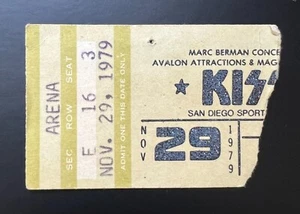 ARENA
SEC ROW SEAT
E 16 3
NOV. 29, 1979
ADMIT ONE THIS DATE ONLY
MARC BERMAN CONCE
AVALON ATTRACTIONS & MAG
KISS
SAN DIEGO SPORT
NOV
29
1979